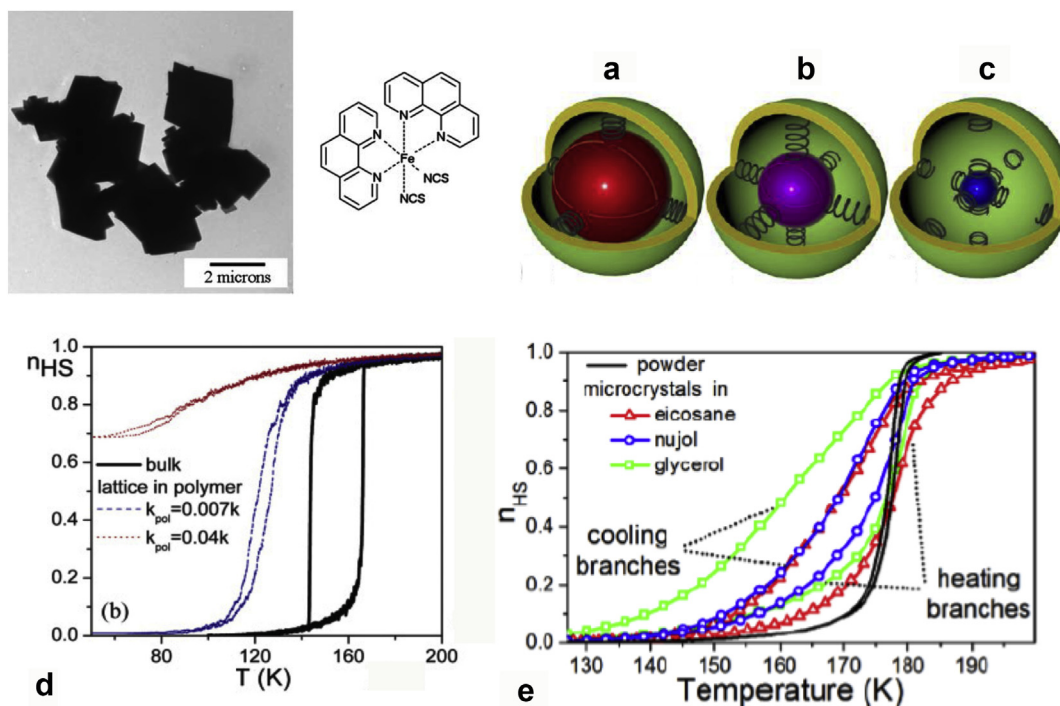 2 microns
N
N
N
N
Fe
NCS
NCS
a
b
c
nHS
1.0
0.8
0.6
0.4
0.2
0.0
bulk
lattice in polymer
kpol=0.007k
kpol=0.04k
(b)
80
120
160
200
T (K)
d
nHS
1.0
0.8
0.6
0.4
0.2
0.0
powder
microcrystals in
eicosane
nujol
glycerol
cooling
branches
heating
branches
130
140
150
160
170
180
190
Temperature (K)
e